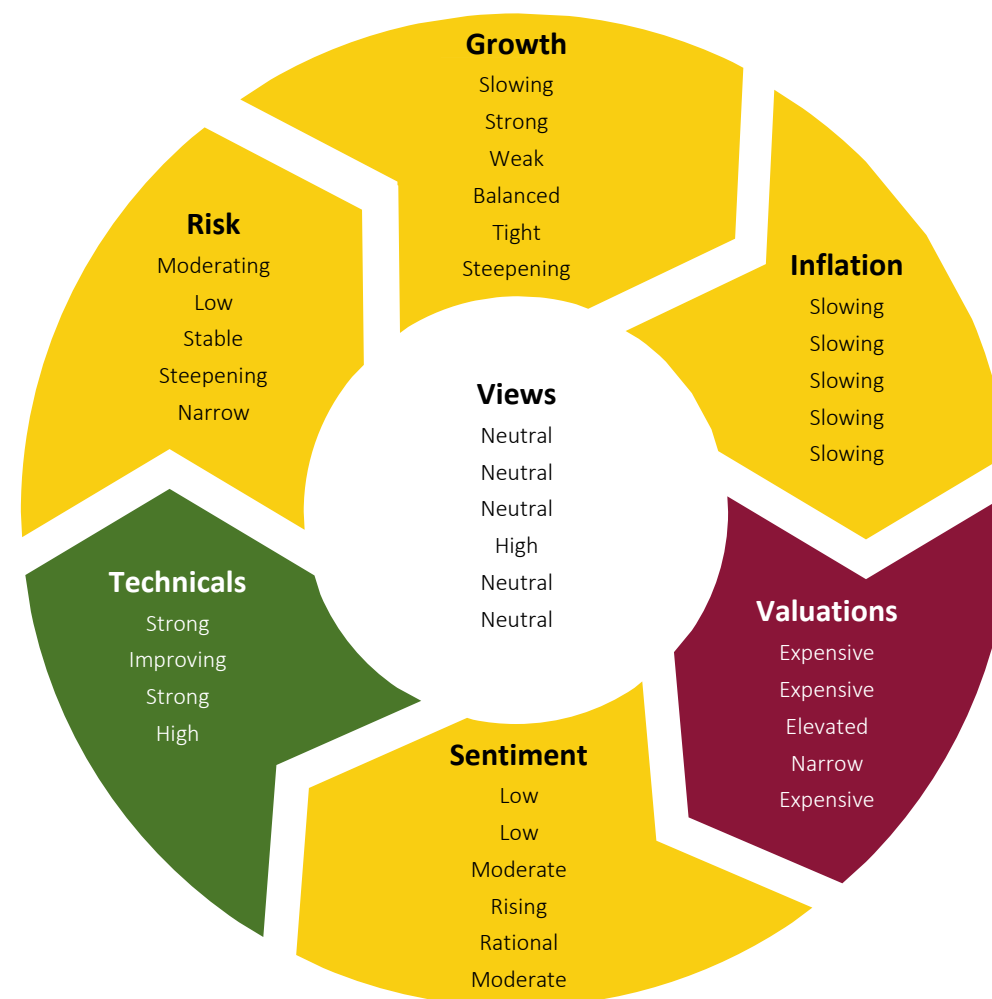 Growth
Slowing
Strong
Weak
Balanced
Tight
Steepening
Inflation
Slowing
Slowing
Slowing
Slowing
Slowing
Valuations
Expensive
Expensive
Elevated
Narrow
Expensive
Sentiment
Low
Low
Moderate
Rising
Rational
Moderate
Technicals
Strong
Improving
Strong
High
Risk
Moderating
Low
Stable
Steepening
Narrow
Views
Neutral
Neutral
Neutral
High
Neutral
Neutral